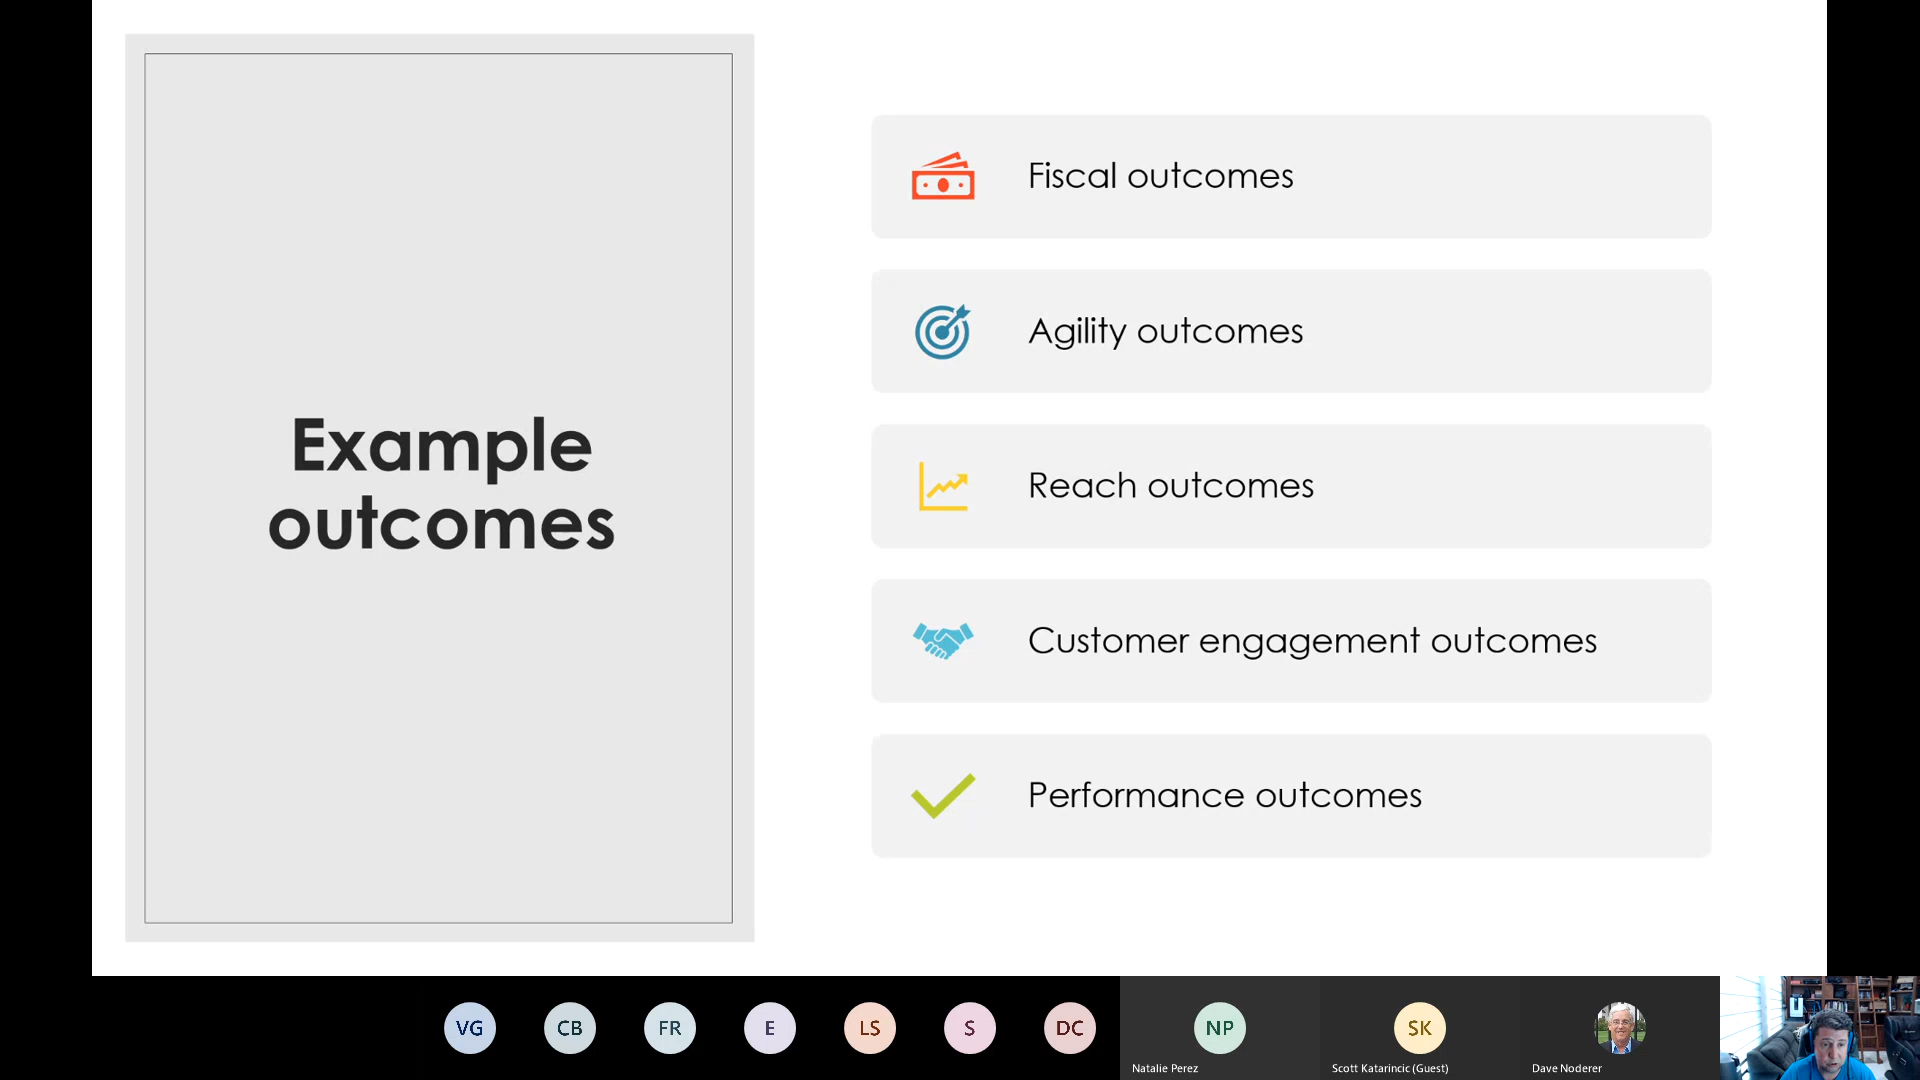 Example
outcomes
Fiscal outcomes
Agility outcomes
Reach outcomes
Customer engagement outcomes
Performance outcomes
VG
CB
FR
E
LS
S
DC
NP
SK
Natalie Perez
Scott Katarincic (Guest)
Dave Noderer